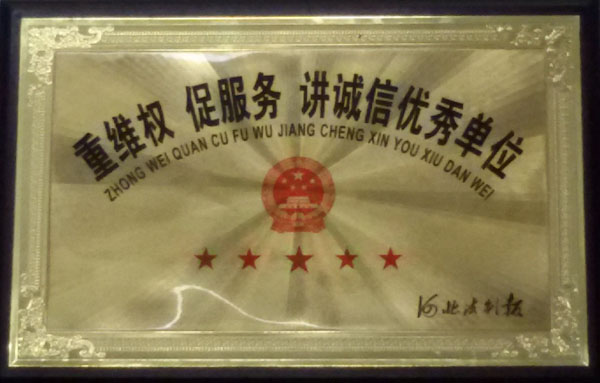 重维权 促服务 讲诚信优秀单位
ZHONG WEI QUAN CU FU WU JIANG CHENG XIN YOU XIU DAN WEI
河北法制报